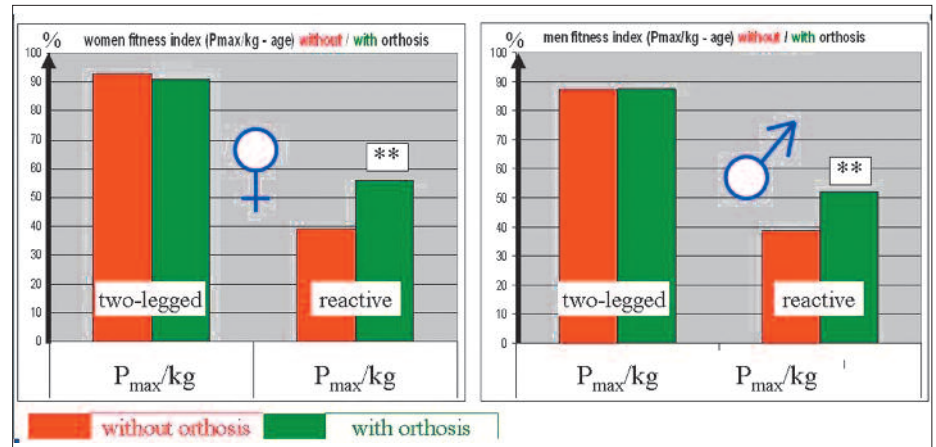 % women fitness index (Pmax/kg - age) without / with orthosis
100
90
80
70
60
50
40
30
20
10
0
**
two-legged
reactive
Pmax/kg
Pmax/kg
% men fitness index (Pmax/kg - age) without / with orthosis
100
90
80
70
60
50
40
30
20
10
0
**
two-legged
reactive
Pmax/kg
Pmax/kg
without orthosis
with orthosis